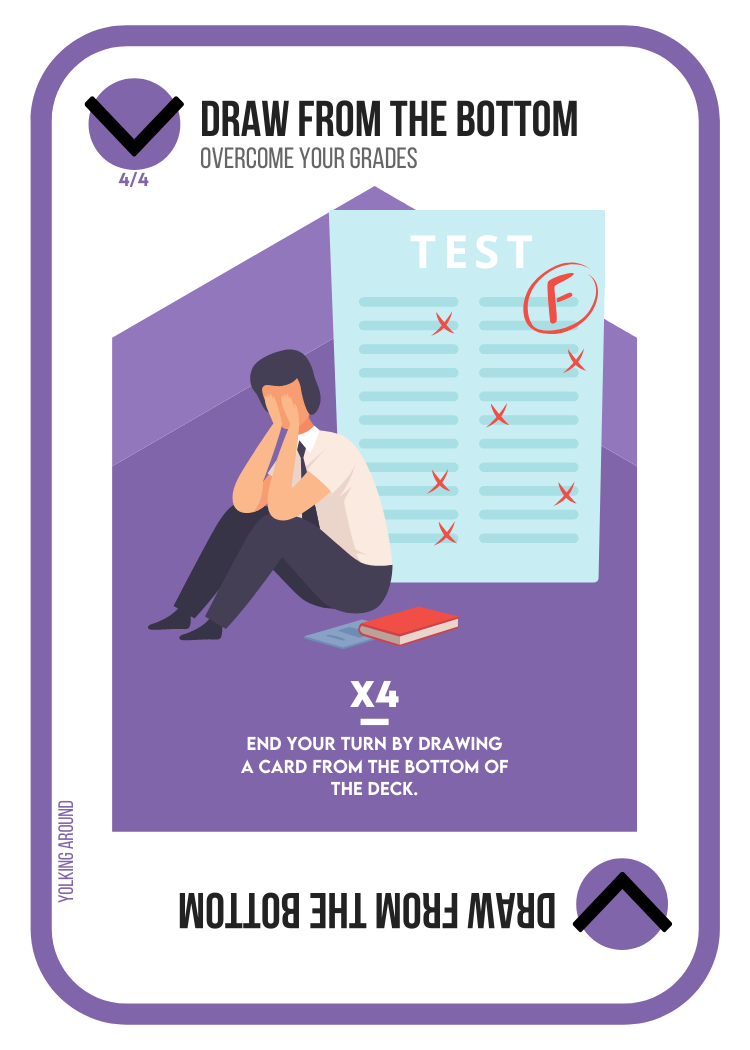 DRAW FROM THE BOTTOM
OVERCOME YOUR GRADES
4/4
TEST
F
X4
END YOUR TURN BY DRAWING
A CARD FROM THE BOTTOM OF
THE DECK.
YOLKING AROUND
DRAW FROM THE BOTTOM